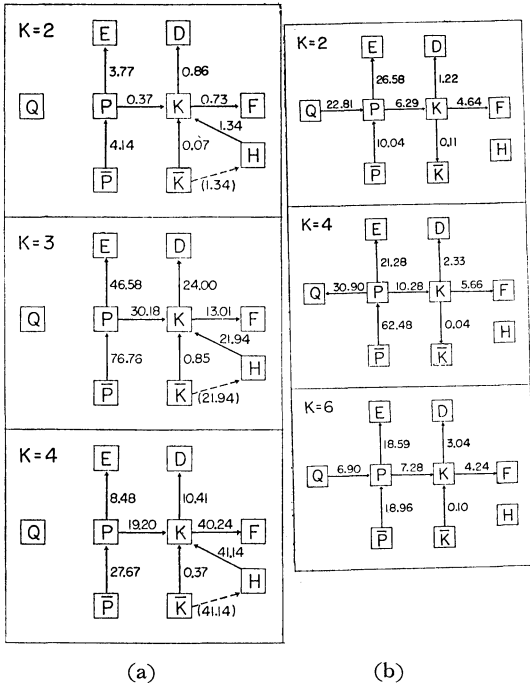 K=2
E D
3.77 0.86
Q P 0.37 K 0.73 F
4.14 0.07 1.34 H
P̅ K̅ (1.34)
K=3
E D
46.58 24.00
Q P 30.18 K 13.01 F
76.76 0.85 21.94 H
P̅ K̅ (21.94)
K=4
E D
8.48 10.41
Q P 19.20 K 40.24 F
27.67 0.37 41.14 H
P̅ K̅ (41.14)
(a)
K=2
E D
26.58 1.22
Q 22.81 P 6.29 K 4.64 F
10.04 0.11 H
P̅ K̅
K=4
E D
21.28 2.33
Q 30.90 P 10.28 K 5.66 F
62.48 0.04 H
P̅ K̅
K=6
E D
18.59 3.04
Q 6.90 P 7.28 K 4.24 F
18.96 0.10 H
P̅ K̅
(b)